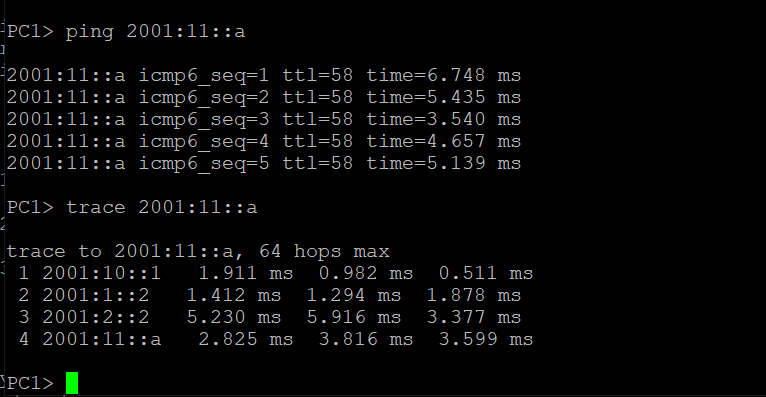 PC1> ping 2001:11::a
2001:11::a icmp6_seq=1 ttl=58 time=6.748 ms
2001:11::a icmp6_seq=2 ttl=58 time=5.435 ms
2001:11::a icmp6_seq=3 ttl=58 time=3.540 ms
2001:11::a icmp6_seq=4 ttl=58 time=4.657 ms
2001:11::a icmp6_seq=5 ttl=58 time=5.139 ms
PC1> trace 2001:11::a
trace to 2001:11::a, 64 hops max
1 2001:10::1 1.911 ms 0.982 ms 0.511 ms
2 2001:1::2 1.412 ms 1.294 ms 1.878 ms
3 2001:2::2 5.230 ms 5.916 ms 3.377 ms
4 2001:11::a 2.825 ms 3.816 ms 3.599 ms
PC1>